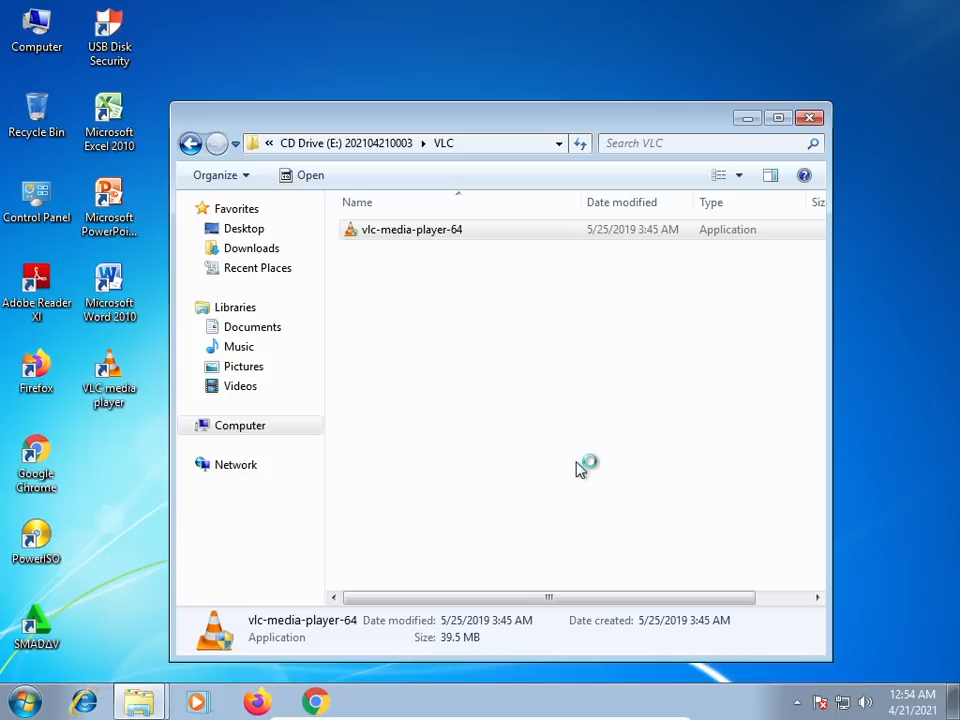 Computer
USB Disk
Security
Recycle Bin
Microsoft
Excel 2010
Control Panel
Microsoft
PowerPoi...
Adobe Reader
XI
Microsoft
Word 2010
Firefox
VLC media
player
Google
Chrome
PowerISO
SMADΔV
« CD Drive (E:) 202104210003 VLC
Search VLC
Organize
Open
Favorites
Desktop
Downloads
Recent Places
Libraries
Documents
Music
Pictures
Videos
Computer
Network
Name Date modified Type Siz
vlc-media-player-64 5/25/2019 3:45 AM Application
vlc-media-player-64 Date modified: 5/25/2019 3:45 AM Date created: 5/25/2019 3:45 AM
Application Size: 39.5 MB
12:54 AM
4/21/2021